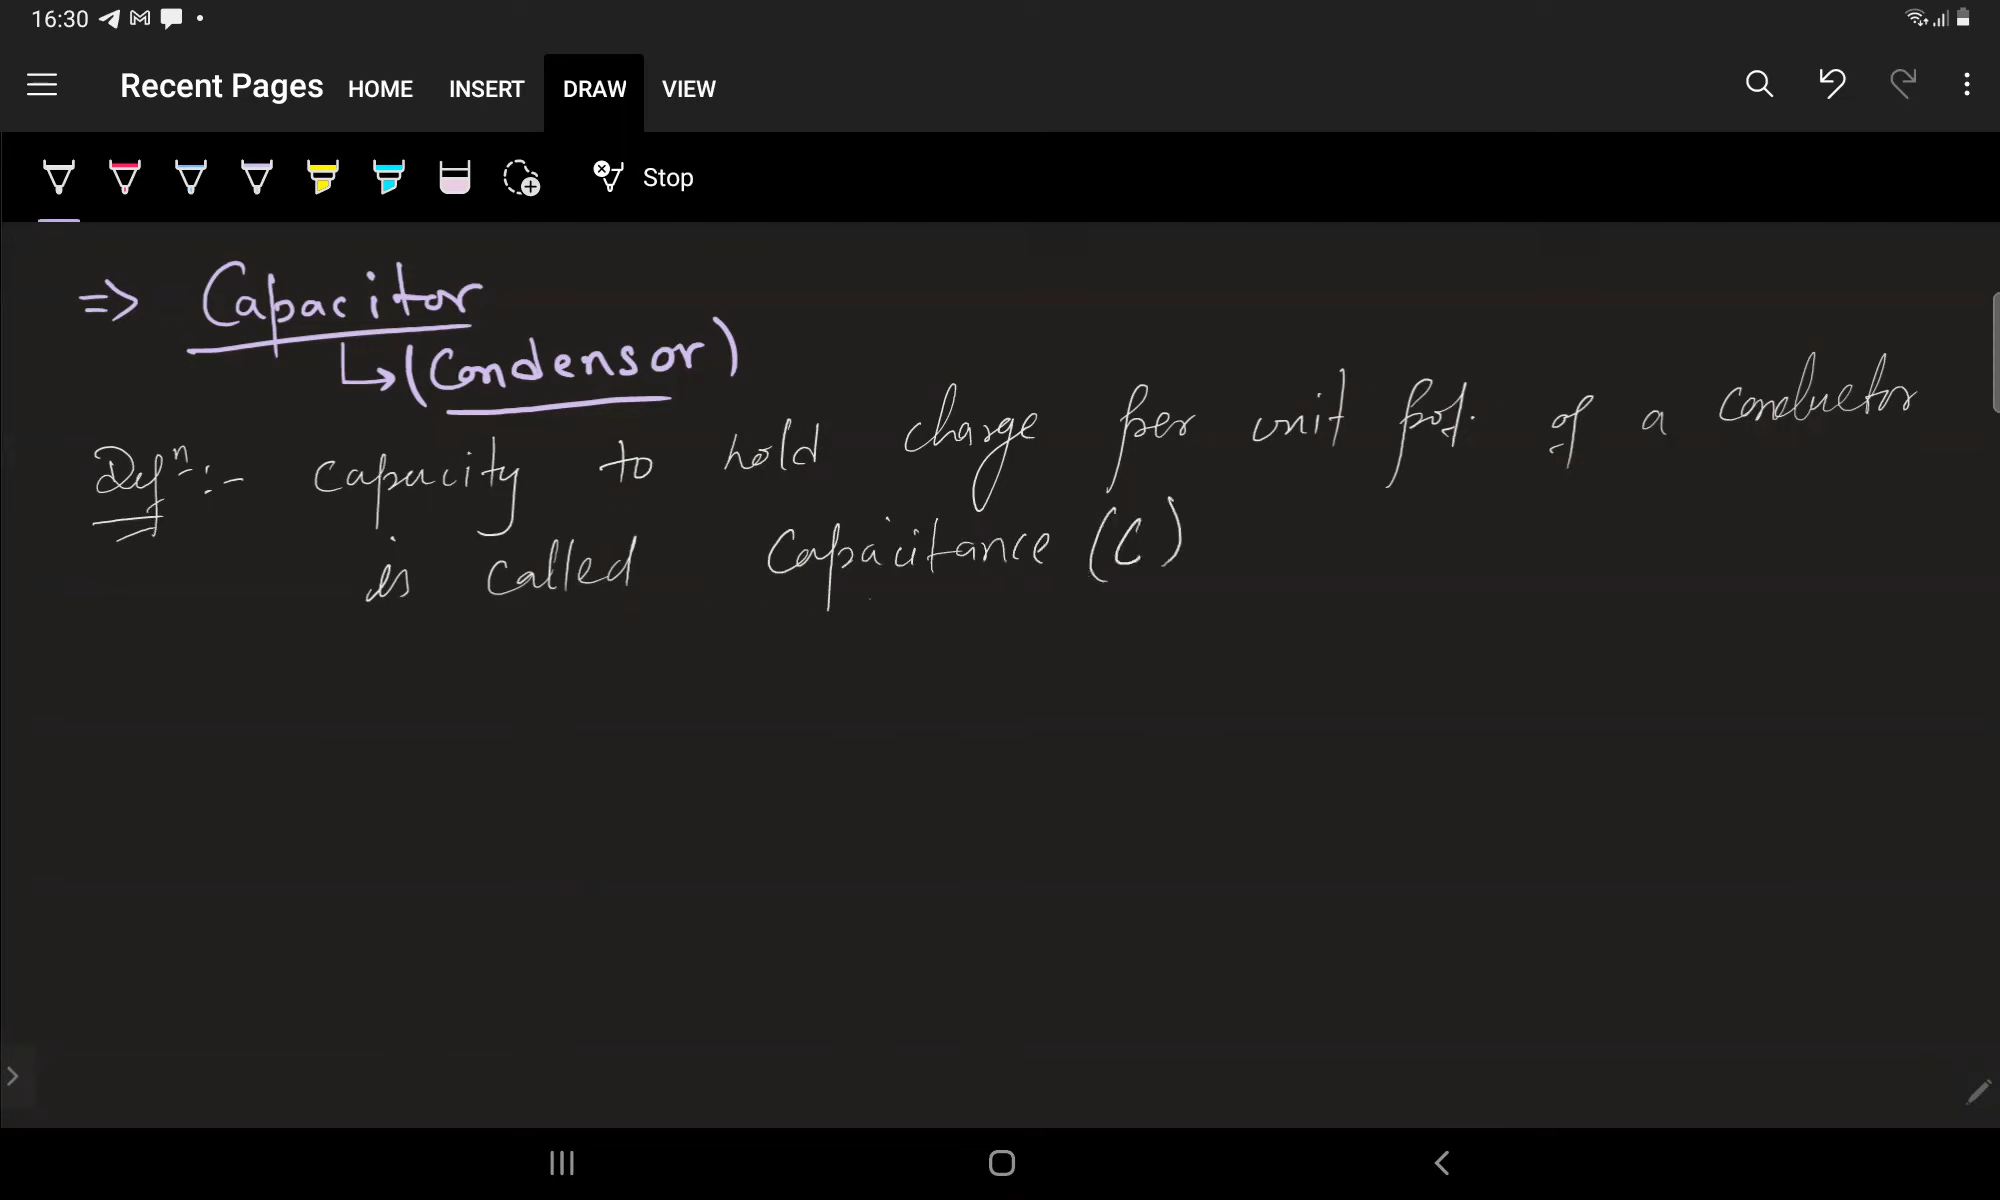 16:30
Recent Pages HOME INSERT DRAW VIEW
Stop
=> Capacitor
↳(Condensor)
Defⁿ:- capacity to hold charge per unit pot. of a conductor
is called Capacitance (C)